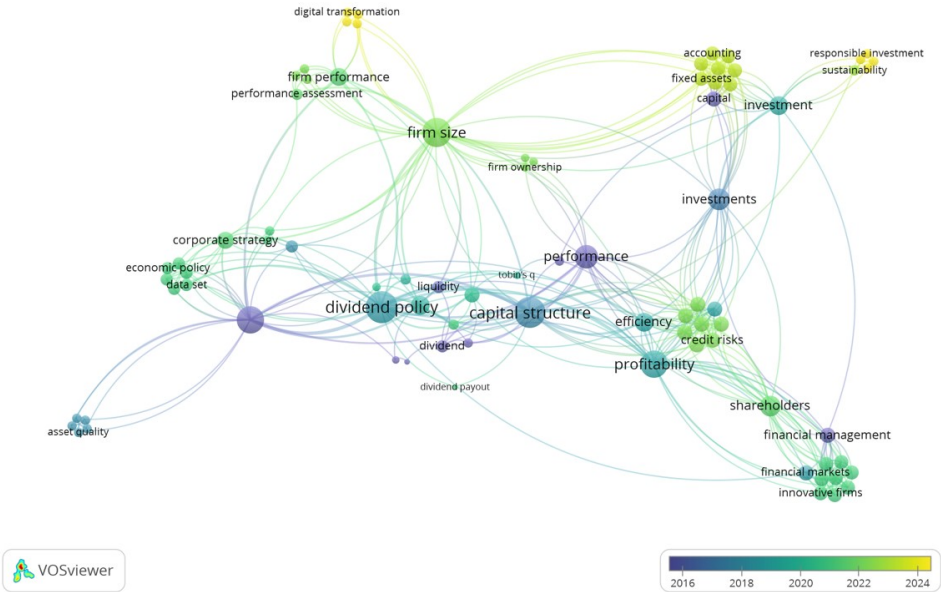 digital transformation
accounting
responsible investment
sustainability
firm performance
fixed assets
performance assessment
capital
investment
firm size
firm ownership
investments
corporate strategy
performance
economic policy
tobin's q
data set
liquidity
dividend policy
capital structure
efficiency
credit risks
dividend
profitability
dividend payout
shareholders
asset quality
financial management
financial markets
innovative firms
VOSviewer
2016 2018 2020 2022 2024